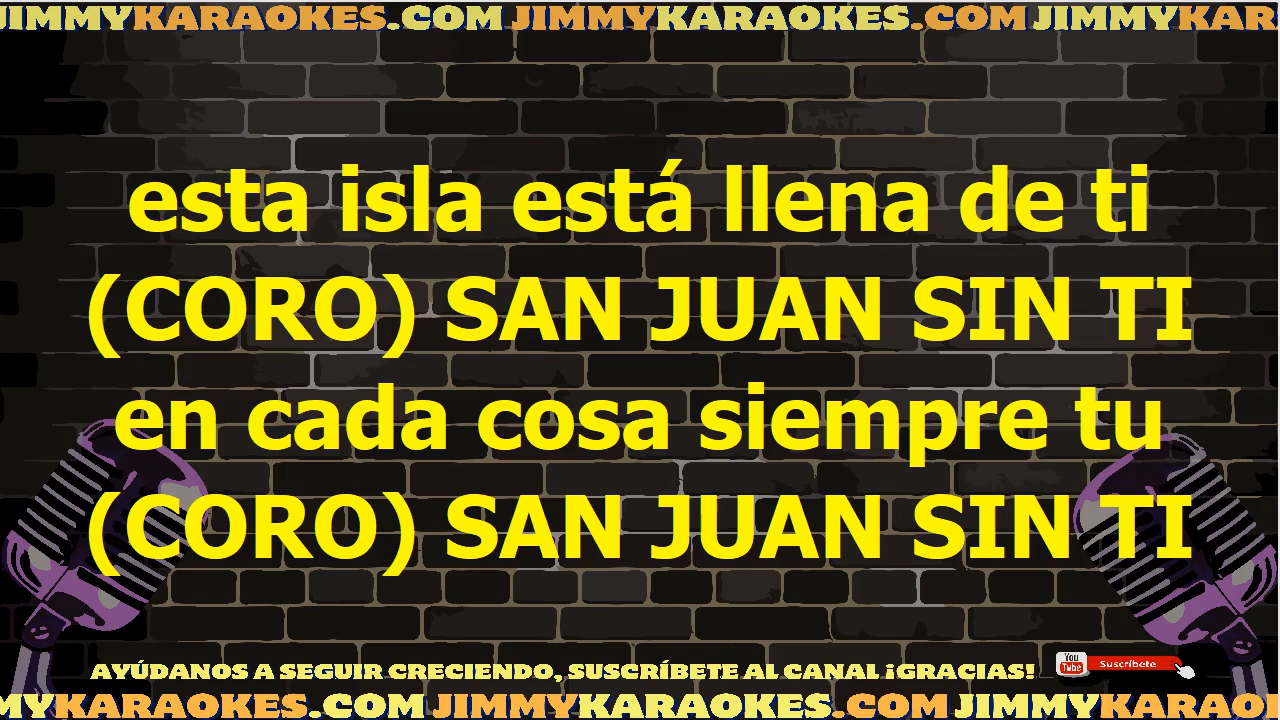 JIMMYKARAOKES.COM JIMMYKARAOKES.COM JIMMYKAR
esta isla está llena de ti
(CORO) SAN JUAN SIN TI
en cada cosa siempre tu
(CORO) SAN JUAN SIN TI
AYÚDANOS A SEGUIR CRECIENDO, SUSCRÍBETE AL CANAL ¡GRACIAS!
You Tube Suscríbete
MYKARAOKES.COM JIMMYKARAOKES.COM JIMMYKARAOK